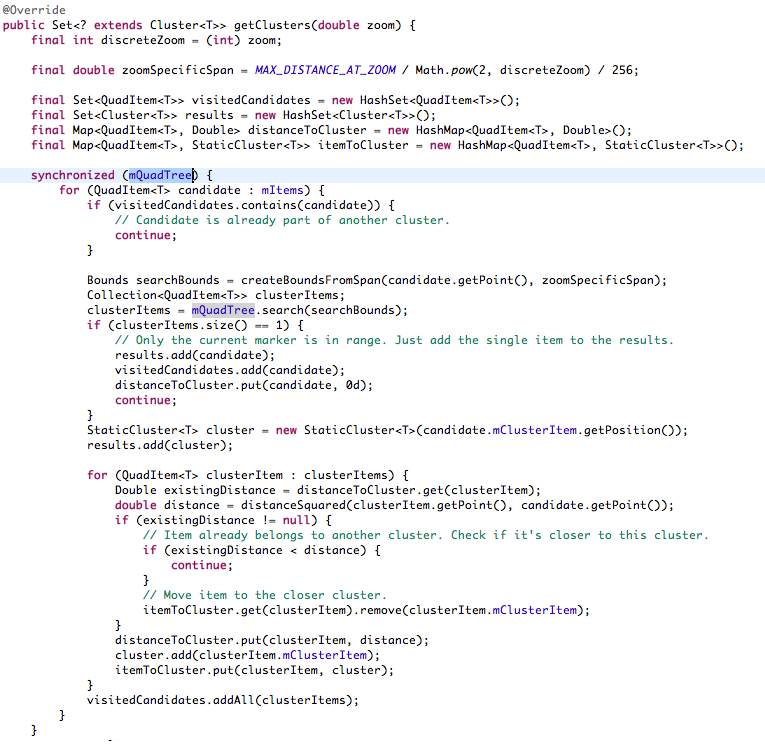 @Override
public Set<? extends Cluster<T>> getClusters(double zoom) {
    final int discreteZoom = (int) zoom;

    final double zoomSpecificSpan = MAX_DISTANCE_AT_ZOOM / Math.pow(2, discreteZoom) / 256;

    final Set<QuadItem<T>> visitedCandidates = new HashSet<QuadItem<T>>();
    final Set<Cluster<T>> results = new HashSet<Cluster<T>>();
    final Map<QuadItem<T>, Double> distanceToCluster = new HashMap<QuadItem<T>, Double>();
    final Map<QuadItem<T>, StaticCluster<T>> itemToCluster = new HashMap<QuadItem<T>, StaticCluster<T>>();

    synchronized (mQuadTree) {
        for (QuadItem<T> candidate : mItems) {
            if (visitedCandidates.contains(candidate)) {
                // Candidate is already part of another cluster.
                continue;
            }

            Bounds searchBounds = createBoundsFromSpan(candidate.getPoint(), zoomSpecificSpan);
            Collection<QuadItem<T>> clusterItems;
            clusterItems = mQuadTree.search(searchBounds);
            if (clusterItems.size() == 1) {
                // Only the current marker is in range. Just add the single item to the results.
                results.add(candidate);
                visitedCandidates.add(candidate);
                distanceToCluster.put(candidate, 0d);
                continue;
            }
            StaticCluster<T> cluster = new StaticCluster<T>(candidate.mClusterItem.getPosition());
            results.add(cluster);

            for (QuadItem<T> clusterItem : clusterItems) {
                Double existingDistance = distanceToCluster.get(clusterItem);
                double distance = distanceSquared(clusterItem.getPoint(), candidate.getPoint());
                if (existingDistance != null) {
                    // Item already belongs to another cluster. Check if it's closer to this cluster.
                    if (existingDistance < distance) {
                        continue;
                    }
                    // Move item to the closer cluster.
                    itemToCluster.get(clusterItem).remove(clusterItem.mClusterItem);
                }
                distanceToCluster.put(clusterItem, distance);
                cluster.add(clusterItem.mClusterItem);
                itemToCluster.put(clusterItem, cluster);
            }
            visitedCandidates.addAll(clusterItems);
        }
    }